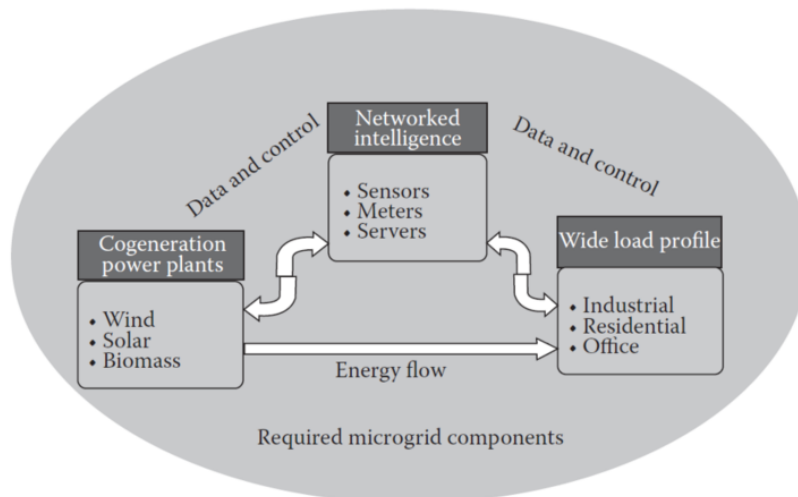 Networked
intelligence
Data and control
Data and control
• Sensors
• Meters
• Servers
Cogeneration
power plants
Wide load profile
• Wind
• Solar
• Biomass
• Industrial
• Residential
• Office
Energy flow
Required microgrid components